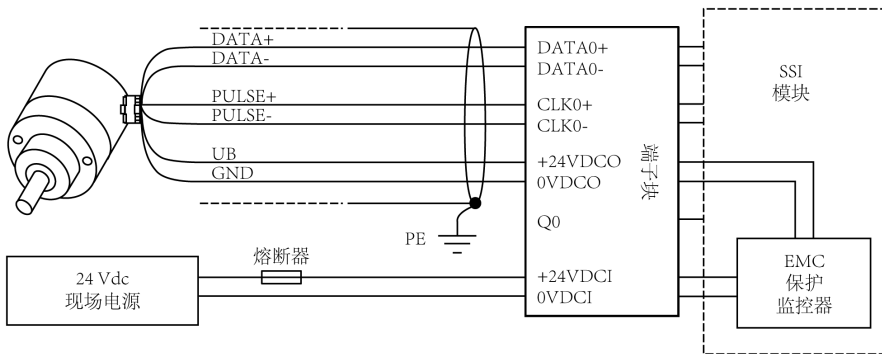 DATA+
DATA-
PULSE+
PULSE-
UB
GND
PE
熔断器
24 Vdc
现场电源
DATA0+
DATA0-
CLK0+
CLK0-
+24VDCO
0VDCO
Q0
+24VDCI
0VDCI
端子块
SSI
模块
EMC
保护
监控器